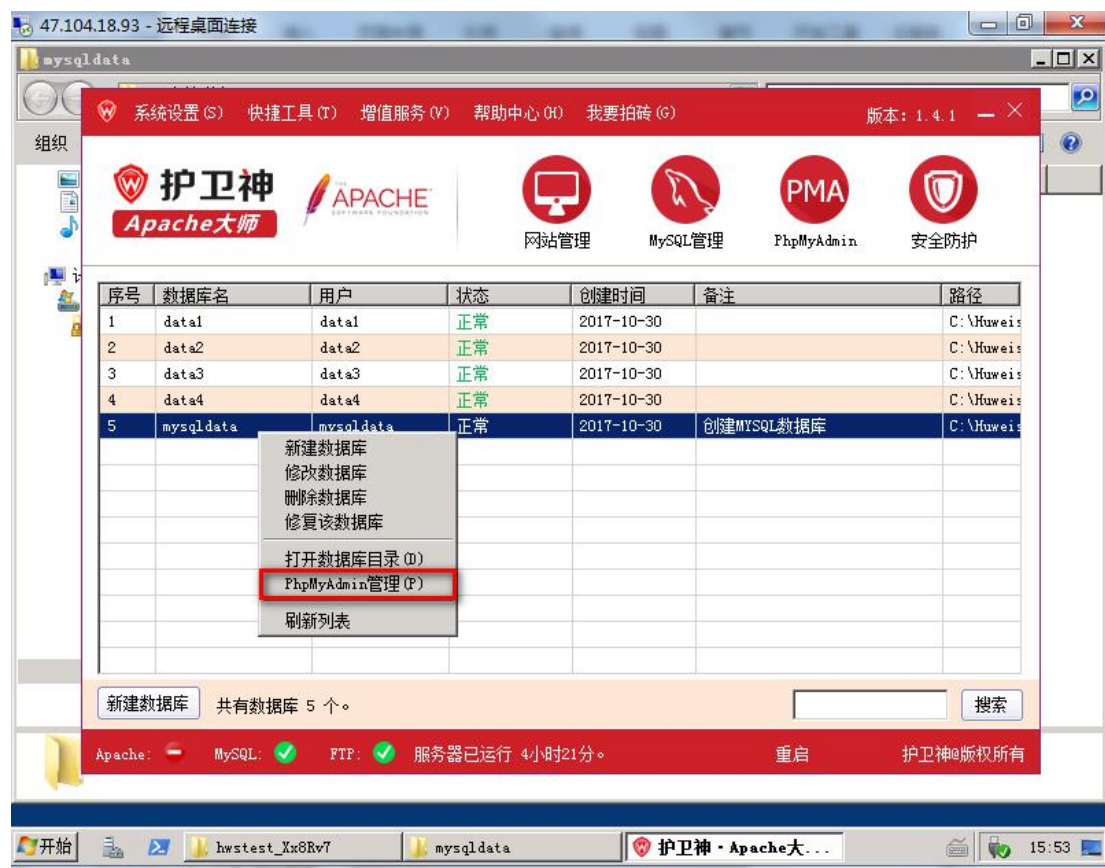 47.104.18.93 - 远程桌面连接
mysqldata
系统设置(S) 快捷工具(T) 增值服务(V) 帮助中心(H) 我要拍砖(G) 版本: 1.4.1
组织
护卫神
Apache大师
THE
APACHE
SOFTWARE FOUNDATION
PMA
网站管理 MySQL管理 PhpMyAdmin 安全防护
序号 数据库名 用户 状态 创建时间 备注 路径
1 data1 data1 正常 2017-10-30 C:\Huweis
2 data2 data2 正常 2017-10-30 C:\Huweis
3 data3 data3 正常 2017-10-30 C:\Huweis
4 data4 data4 正常 2017-10-30 C:\Huweis
5 mysqldata mysqldata 正常 2017-10-30 创建MYSQL数据库 C:\Huweis
新建数据库
修改数据库
删除数据库
修复该数据库
打开数据库目录(D)
PhpMyAdmin管理(P)
刷新列表
新建数据库 共有数据库 5 个。 搜索
Apache: MySQL: FTP: 服务器已运行 4小时21分。 重启 护卫神@版权所有
开始 hwstest_Xx8Rv7 mysqldata 护卫神·Apache大... 15:53